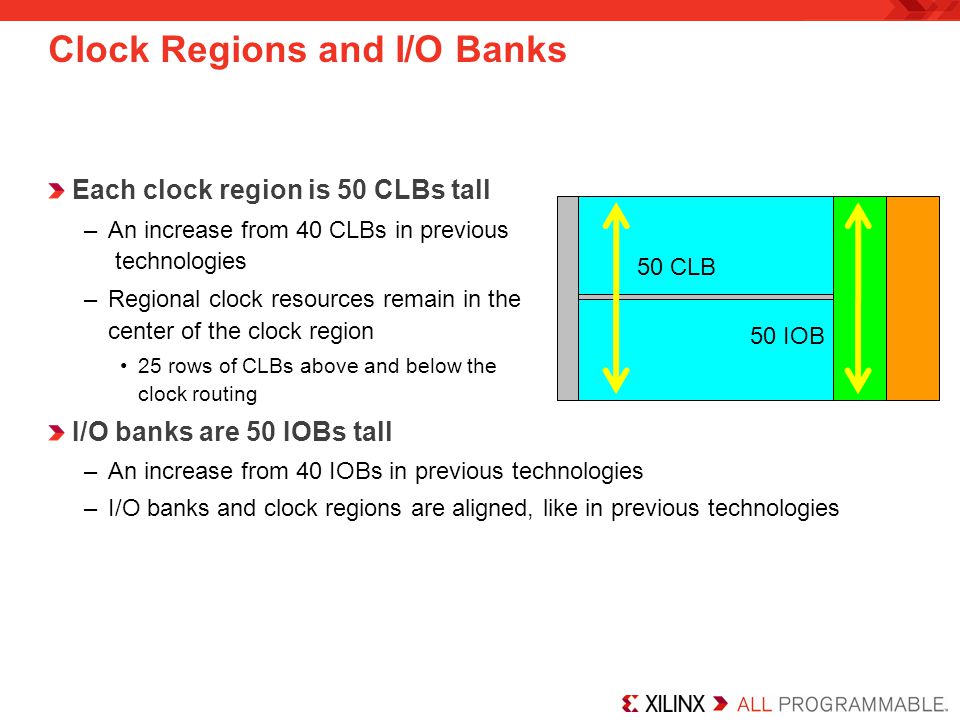 Clock Regions and I/O Banks
Each clock region is 50 CLBs tall
– An increase from 40 CLBs in previous
technologies
– Regional clock resources remain in the
center of the clock region
• 25 rows of CLBs above and below the
clock routing
50 CLB
50 IOB
I/O banks are 50 IOBs tall
– An increase from 40 IOBs in previous technologies
– I/O banks and clock regions are aligned, like in previous technologies
XILINX ALL PROGRAMMABLE.